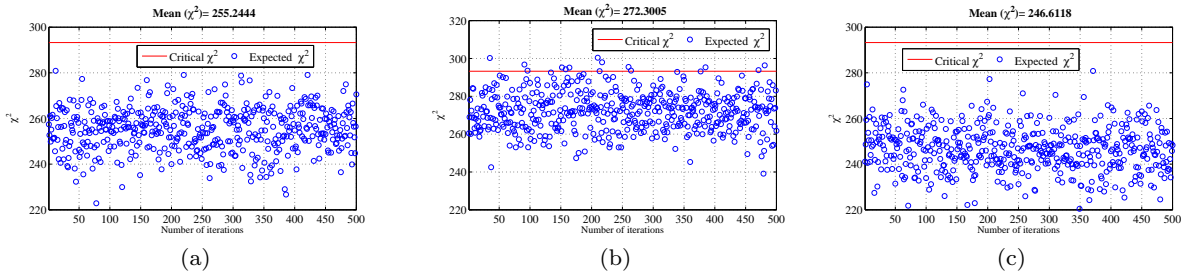 Mean (χ²)= 255.2444
300
280
260
240
220
χ²
Critical χ² Expected χ²
50 100 150 200 250 300 350 400 450 500
Number of iterations
(a)
Mean (χ²)= 272.3005
320
300
280
260
240
220
χ²
Critical χ² Expected χ²
50 100 150 200 250 300 350 400 450 500
Number of iterations
(b)
Mean (χ²)= 246.6118
300
280
260
240
220
χ²
Critical χ² Expected χ²
50 100 150 200 250 300 350 400 450 500
Number of iterations
(c)